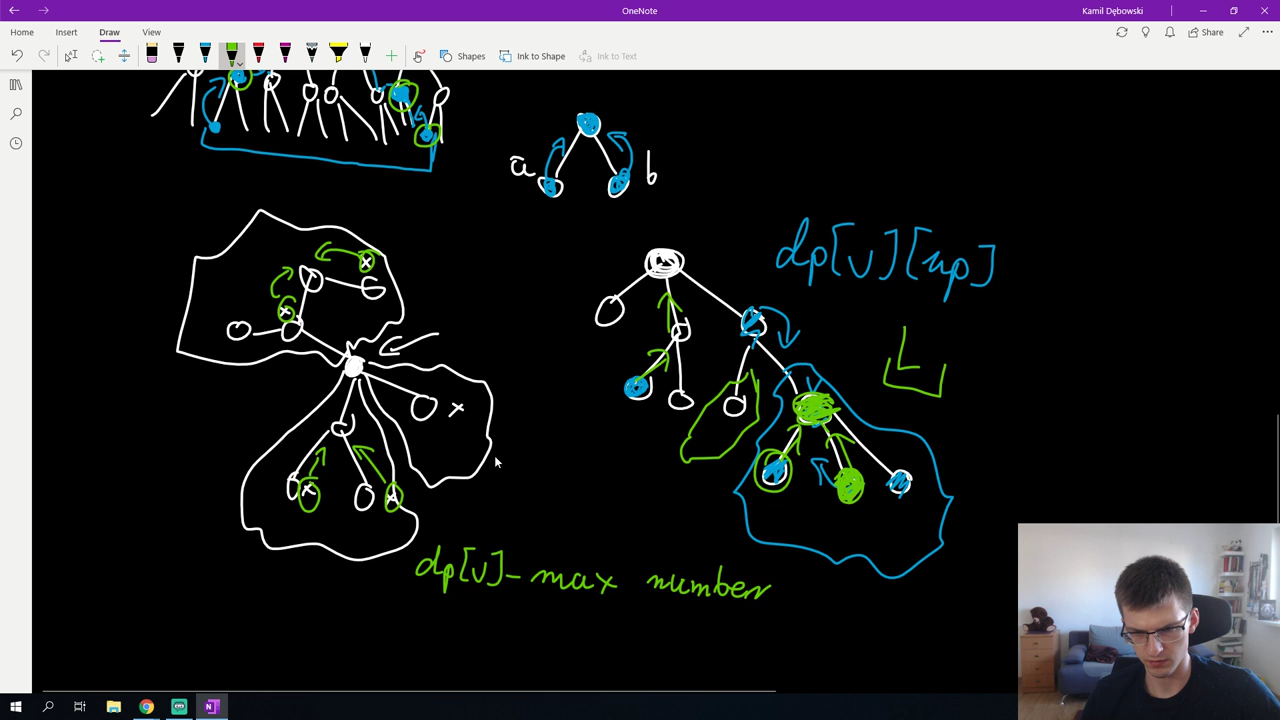 OneNote
Kamil Dębowski
Home Insert Draw View
Shapes Ink to Shape Ink to Text Share
a b
dp[v][up]
L
dp[v] - max number